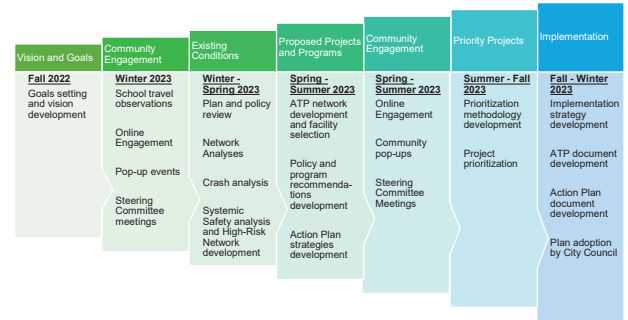 Vision and Goals
Fall 2022
Goals setting
and vision
development
Community
Engagement
Winter 2023
School travel
observations
Online
Engagement
Pop-up events
Steering
Committee
meetings
Existing
Conditions
Winter -
Spring 2023
Plan and policy
review
Network
Analyses
Crash analysis
Systemic
Safety analysis
and High-Risk
Network
development
Proposed Projects
and Programs
Spring -
Summer 2023
ATP network
development
and facility
selection
Policy and
program
recommenda-
tions
development
Action Plan
strategies
development
Community
Engagement
Spring -
Summer 2023
Online
Engagement
Community
pop-ups
Steering
Committee
Meetings
Priority Projects
Summer - Fall
2023
Prioritization
methodology
development
Project
prioritization
Implementation
Fall - Winter
2023
Implementation
strategy
development
ATP document
development
Action Plan
document
development
Plan adoption
by City Council